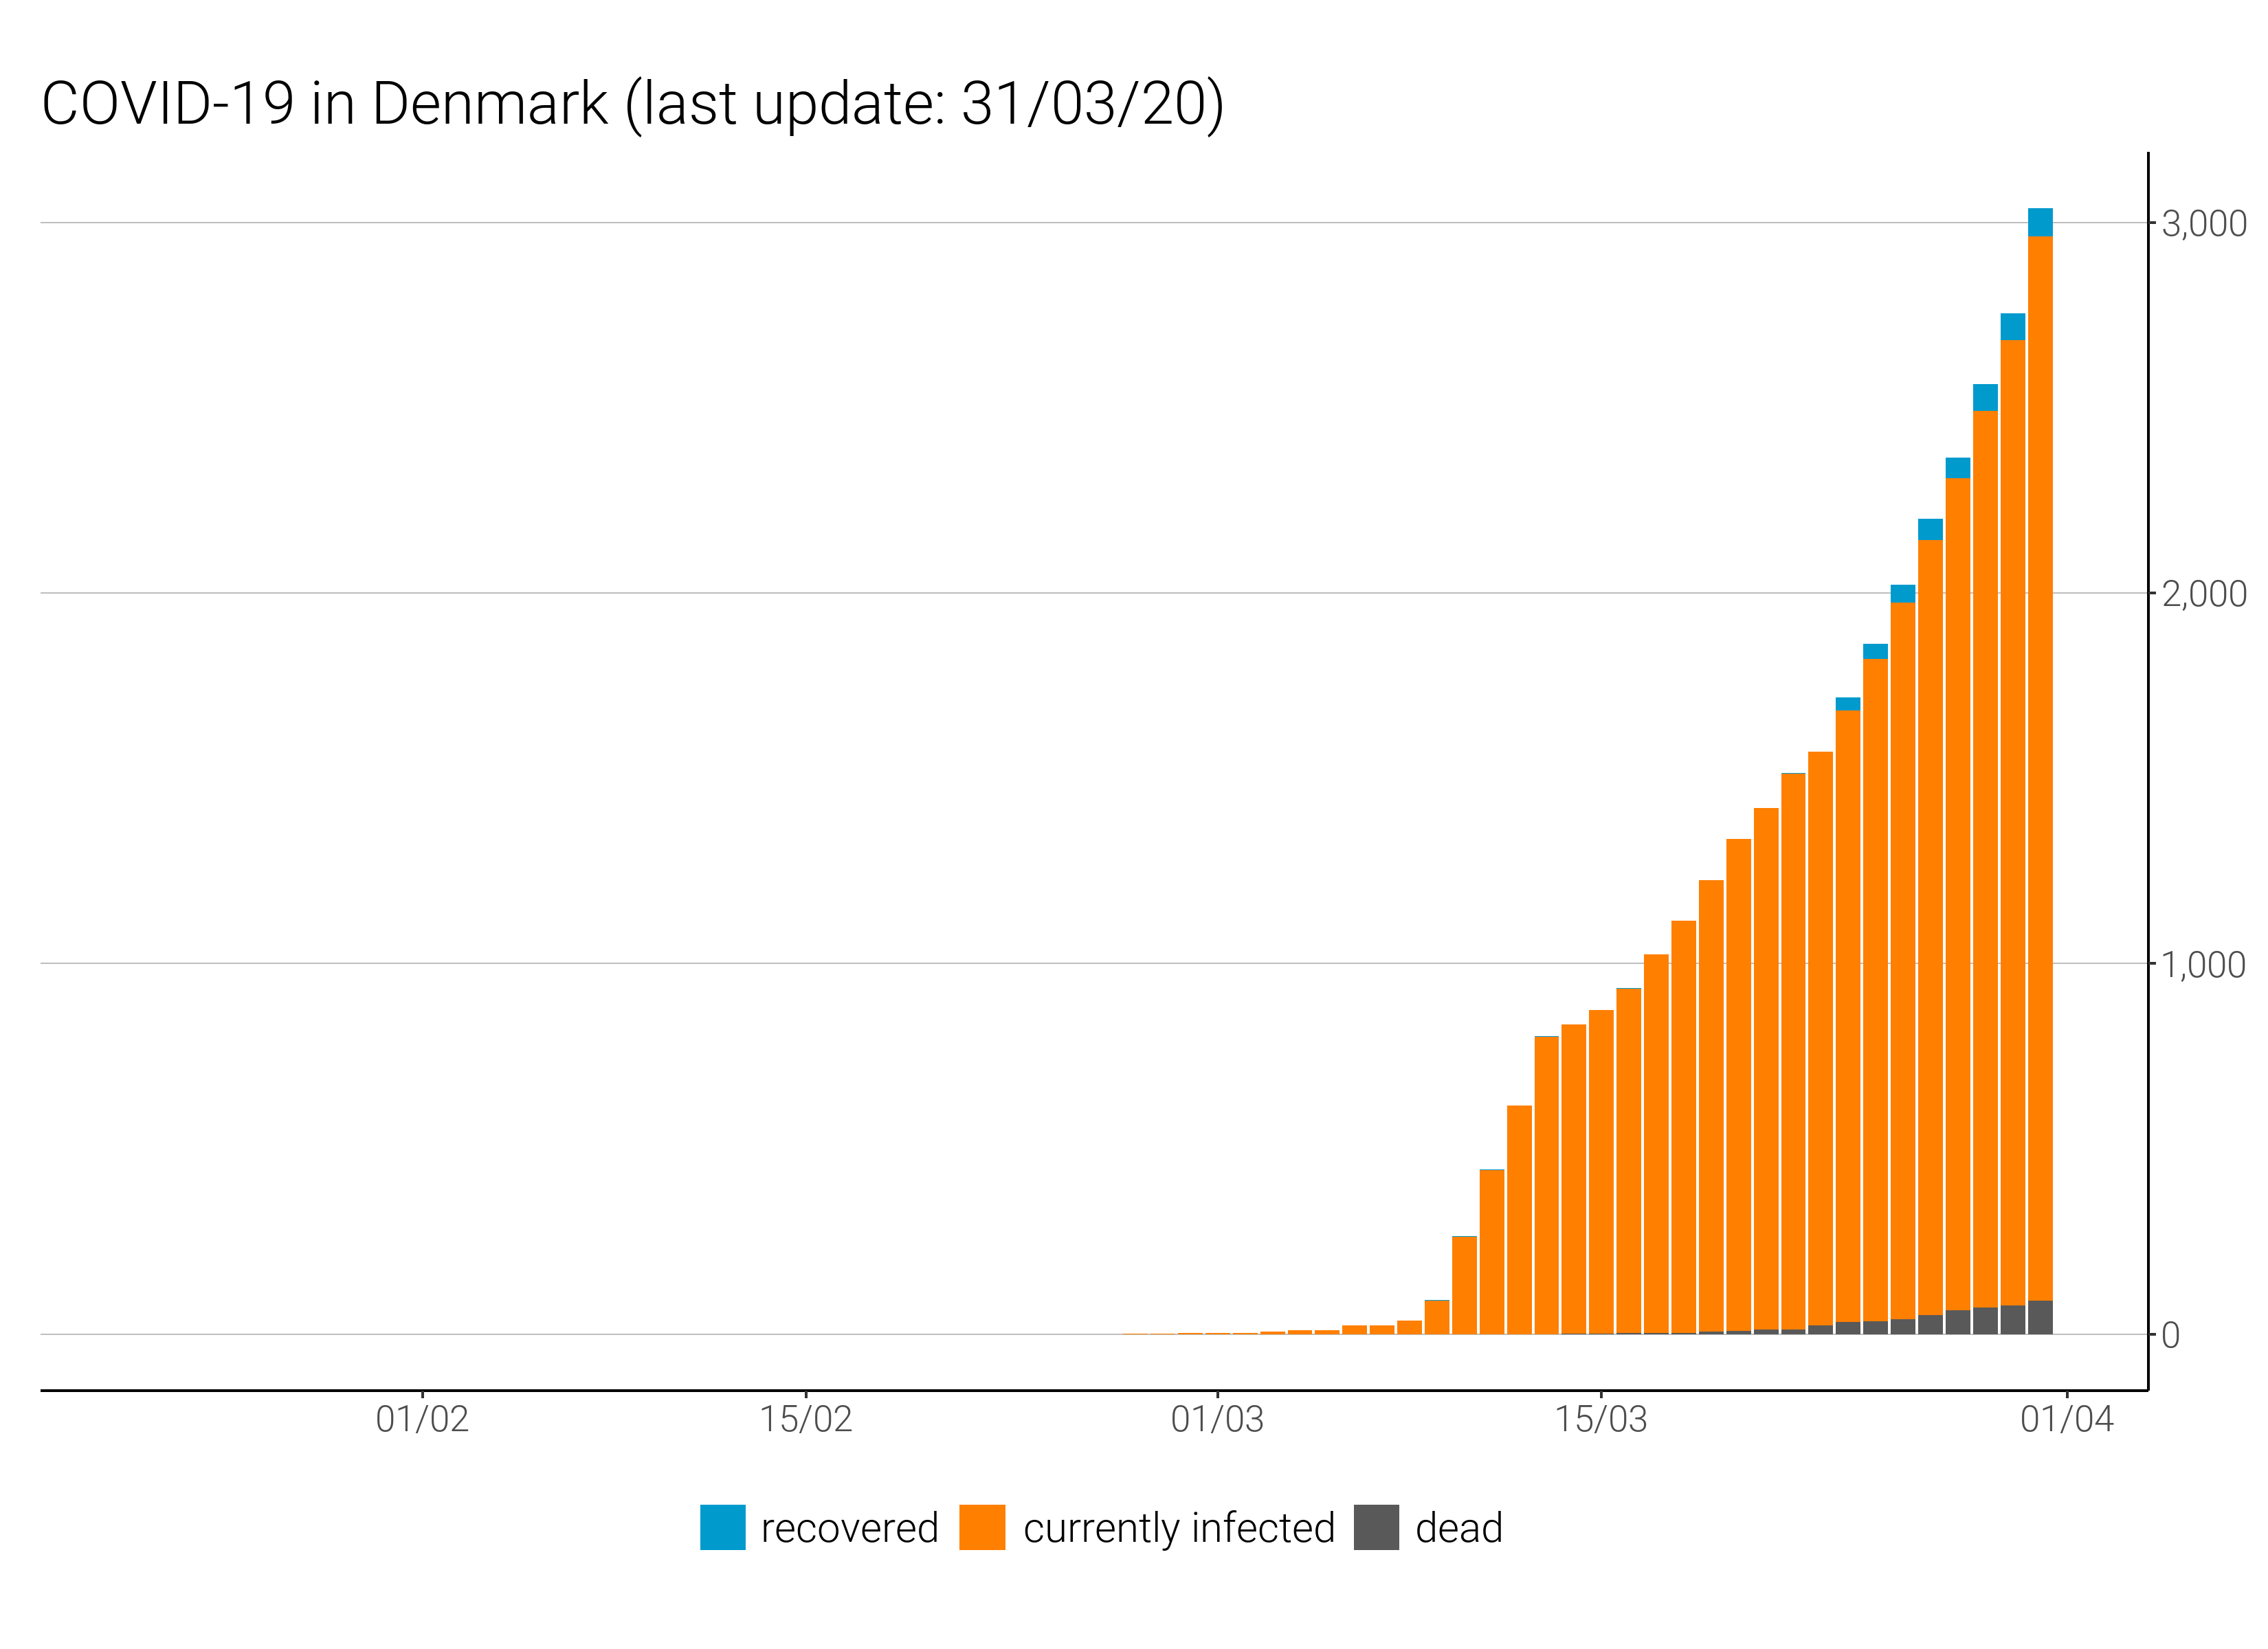 COVID-19 in Denmark (last update: 31/03/20)
3,000
2,000
1,000
0
01/02 15/02 01/03 15/03 01/04
recovered currently infected dead